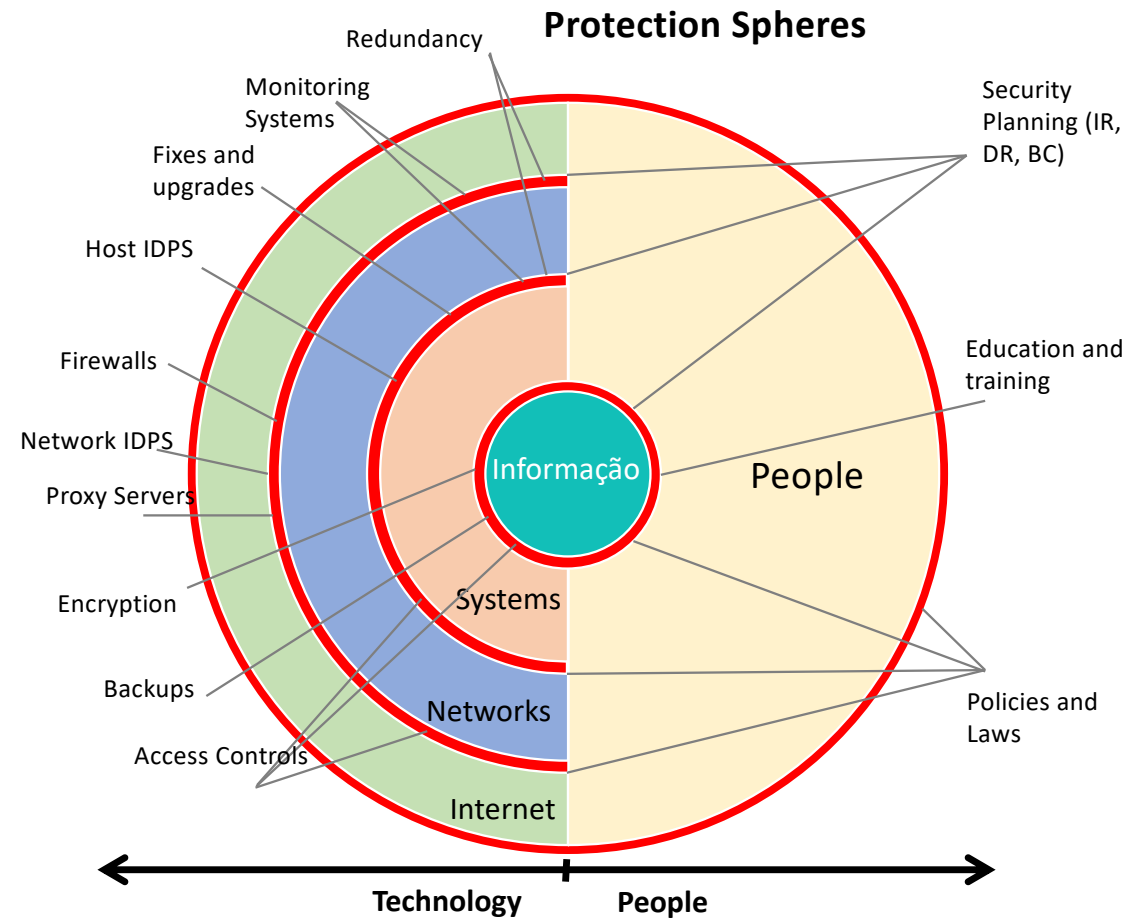 Protection Spheres
Redundancy
Monitoring
Systems
Fixes and
upgrades
Host IDPS
Firewalls
Network IDPS
Proxy Servers
Encryption
Backups
Access Controls
Security
Planning (IR,
DR, BC)
Education and
training
Policies and
Laws
Informação
People
Systems
Networks
Internet
Technology
People